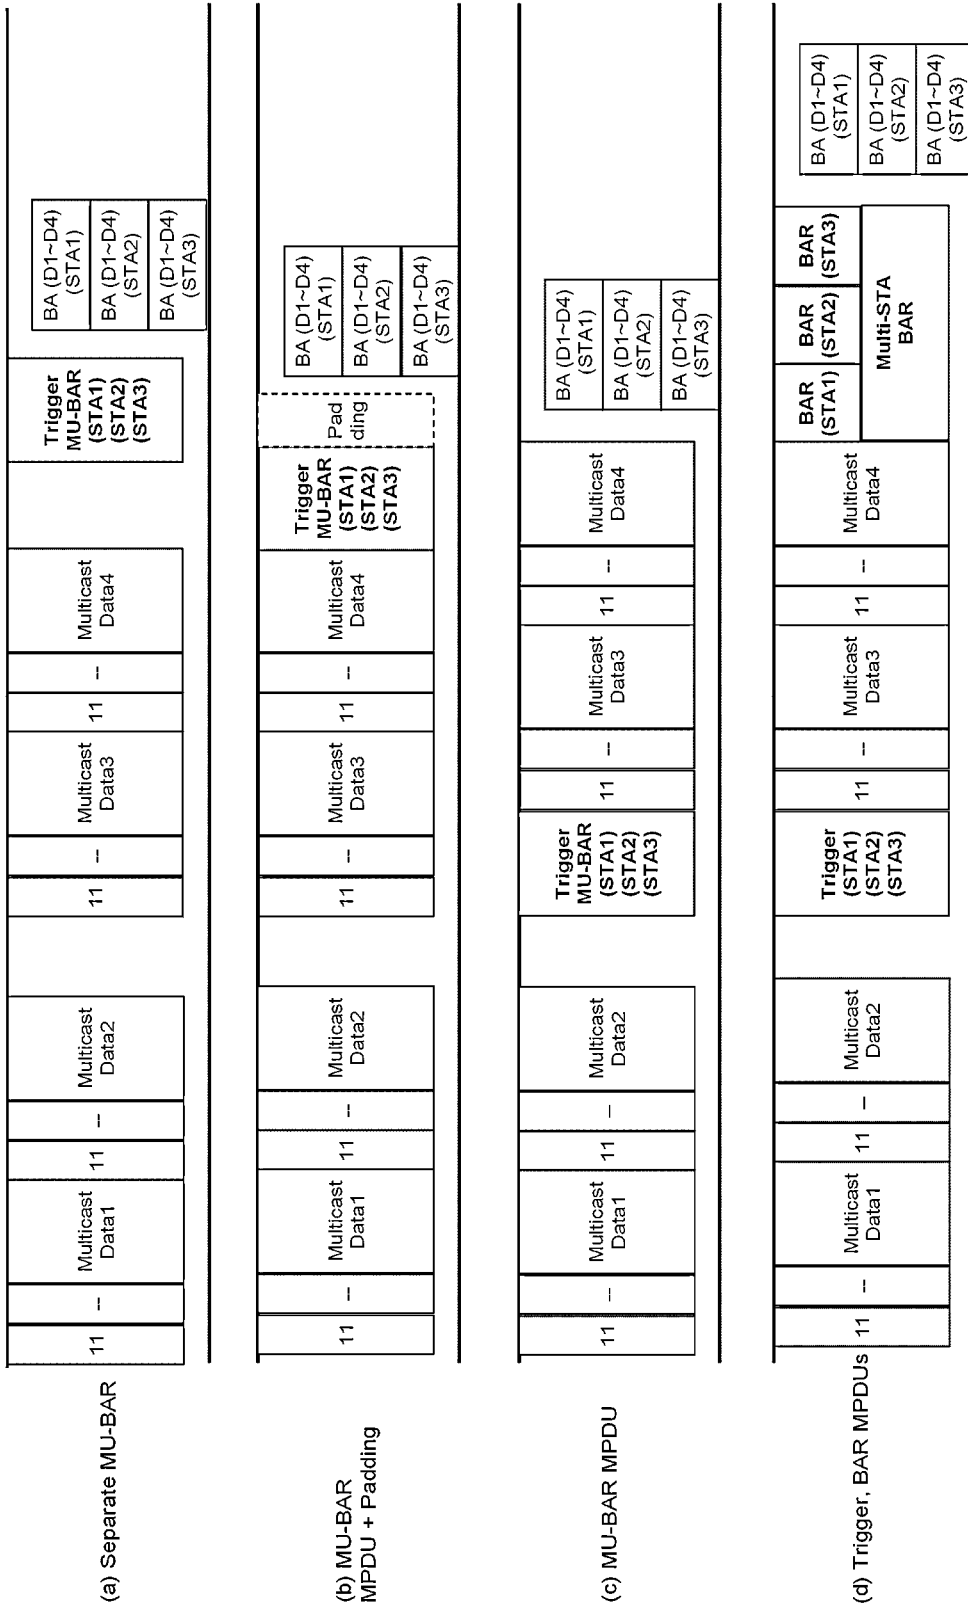 (a) Separate MU-BAR
11
--
Multicast
Data1
11
--
Multicast
Data2
11
--
Multicast
Data3
11
--
Multicast
Data4
Trigger
MU-BAR
(STA1)
(STA2)
(STA3)
BA (D1~D4)
(STA1)
BA (D1~D4)
(STA2)
BA (D1~D4)
(STA3)
(b) MU-BAR
MPDU + Padding
11
--
Multicast
Data1
11
--
Multicast
Data2
11
--
Multicast
Data3
11
--
Multicast
Data4
Trigger
MU-BAR
(STA1)
(STA2)
(STA3)
Pad
ding
BA (D1~D4)
(STA1)
BA (D1~D4)
(STA2)
BA (D1~D4)
(STA3)
(c) MU-BAR MPDU
11
--
Multicast
Data1
11
--
Multicast
Data2
Trigger
MU-BAR
(STA1)
(STA2)
(STA3)
11
--
Multicast
Data3
11
--
Multicast
Data4
BA (D1~D4)
(STA1)
BA (D1~D4)
(STA2)
BA (D1~D4)
(STA3)
(d) Trigger, BAR MPDUs
11
--
Multicast
Data1
11
--
Multicast
Data2
Trigger
(STA1)
(STA2)
(STA3)
11
--
Multicast
Data3
11
--
Multicast
Data4
BAR
(STA1)
BAR
(STA2)
BAR
(STA3)
Multi-STA
BAR
BA (D1~D4)
(STA1)
BA (D1~D4)
(STA2)
BA (D1~D4)
(STA3)